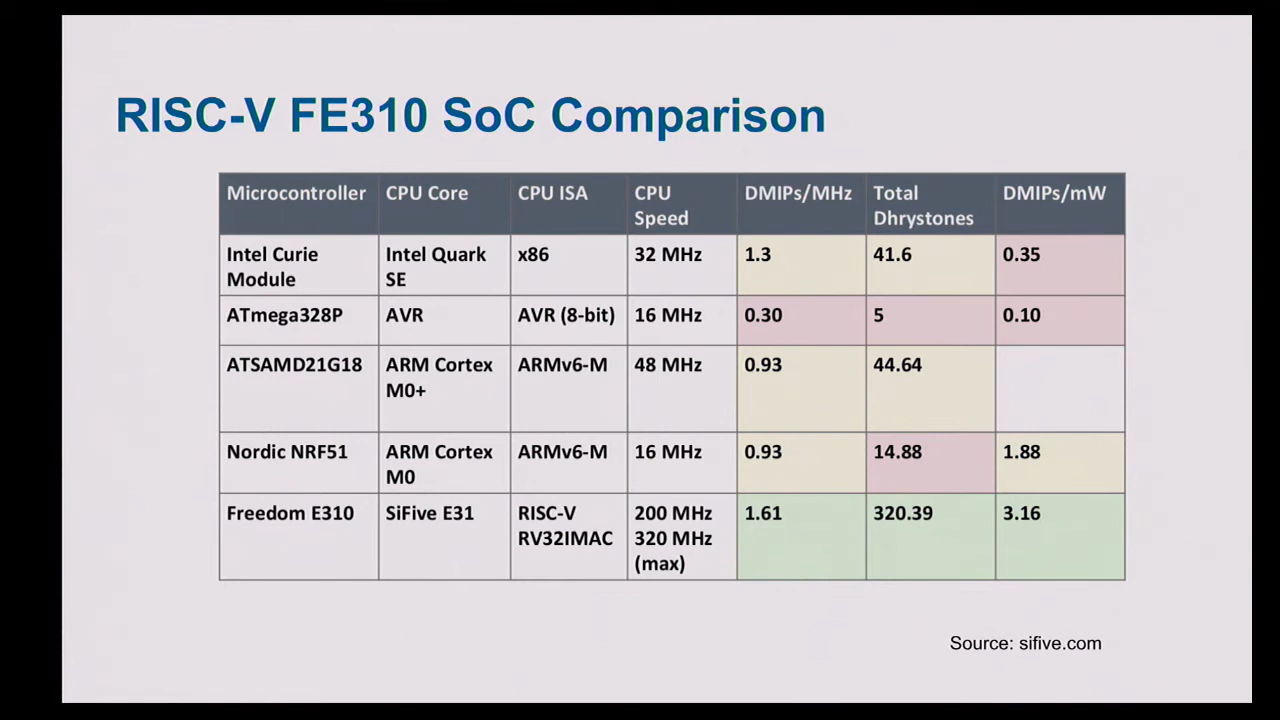 RISC-V FE310 SoC Comparison
Microcontroller CPU Core CPU ISA CPU Speed DMIPs/MHz Total Dhrystones DMIPs/mW
Intel Curie Module Intel Quark SE x86 32 MHz 1.3 41.6 0.35
ATmega328P AVR AVR (8-bit) 16 MHz 0.30 5 0.10
ATSAMD21G18 ARM Cortex M0+ ARMv6-M 48 MHz 0.93 44.64
Nordic NRF51 ARM Cortex M0 ARMv6-M 16 MHz 0.93 14.88 1.88
Freedom E310 SiFive E31 RISC-V RV32IMAC 200 MHz 320 MHz (max) 1.61 320.39 3.16
Source: sifive.com